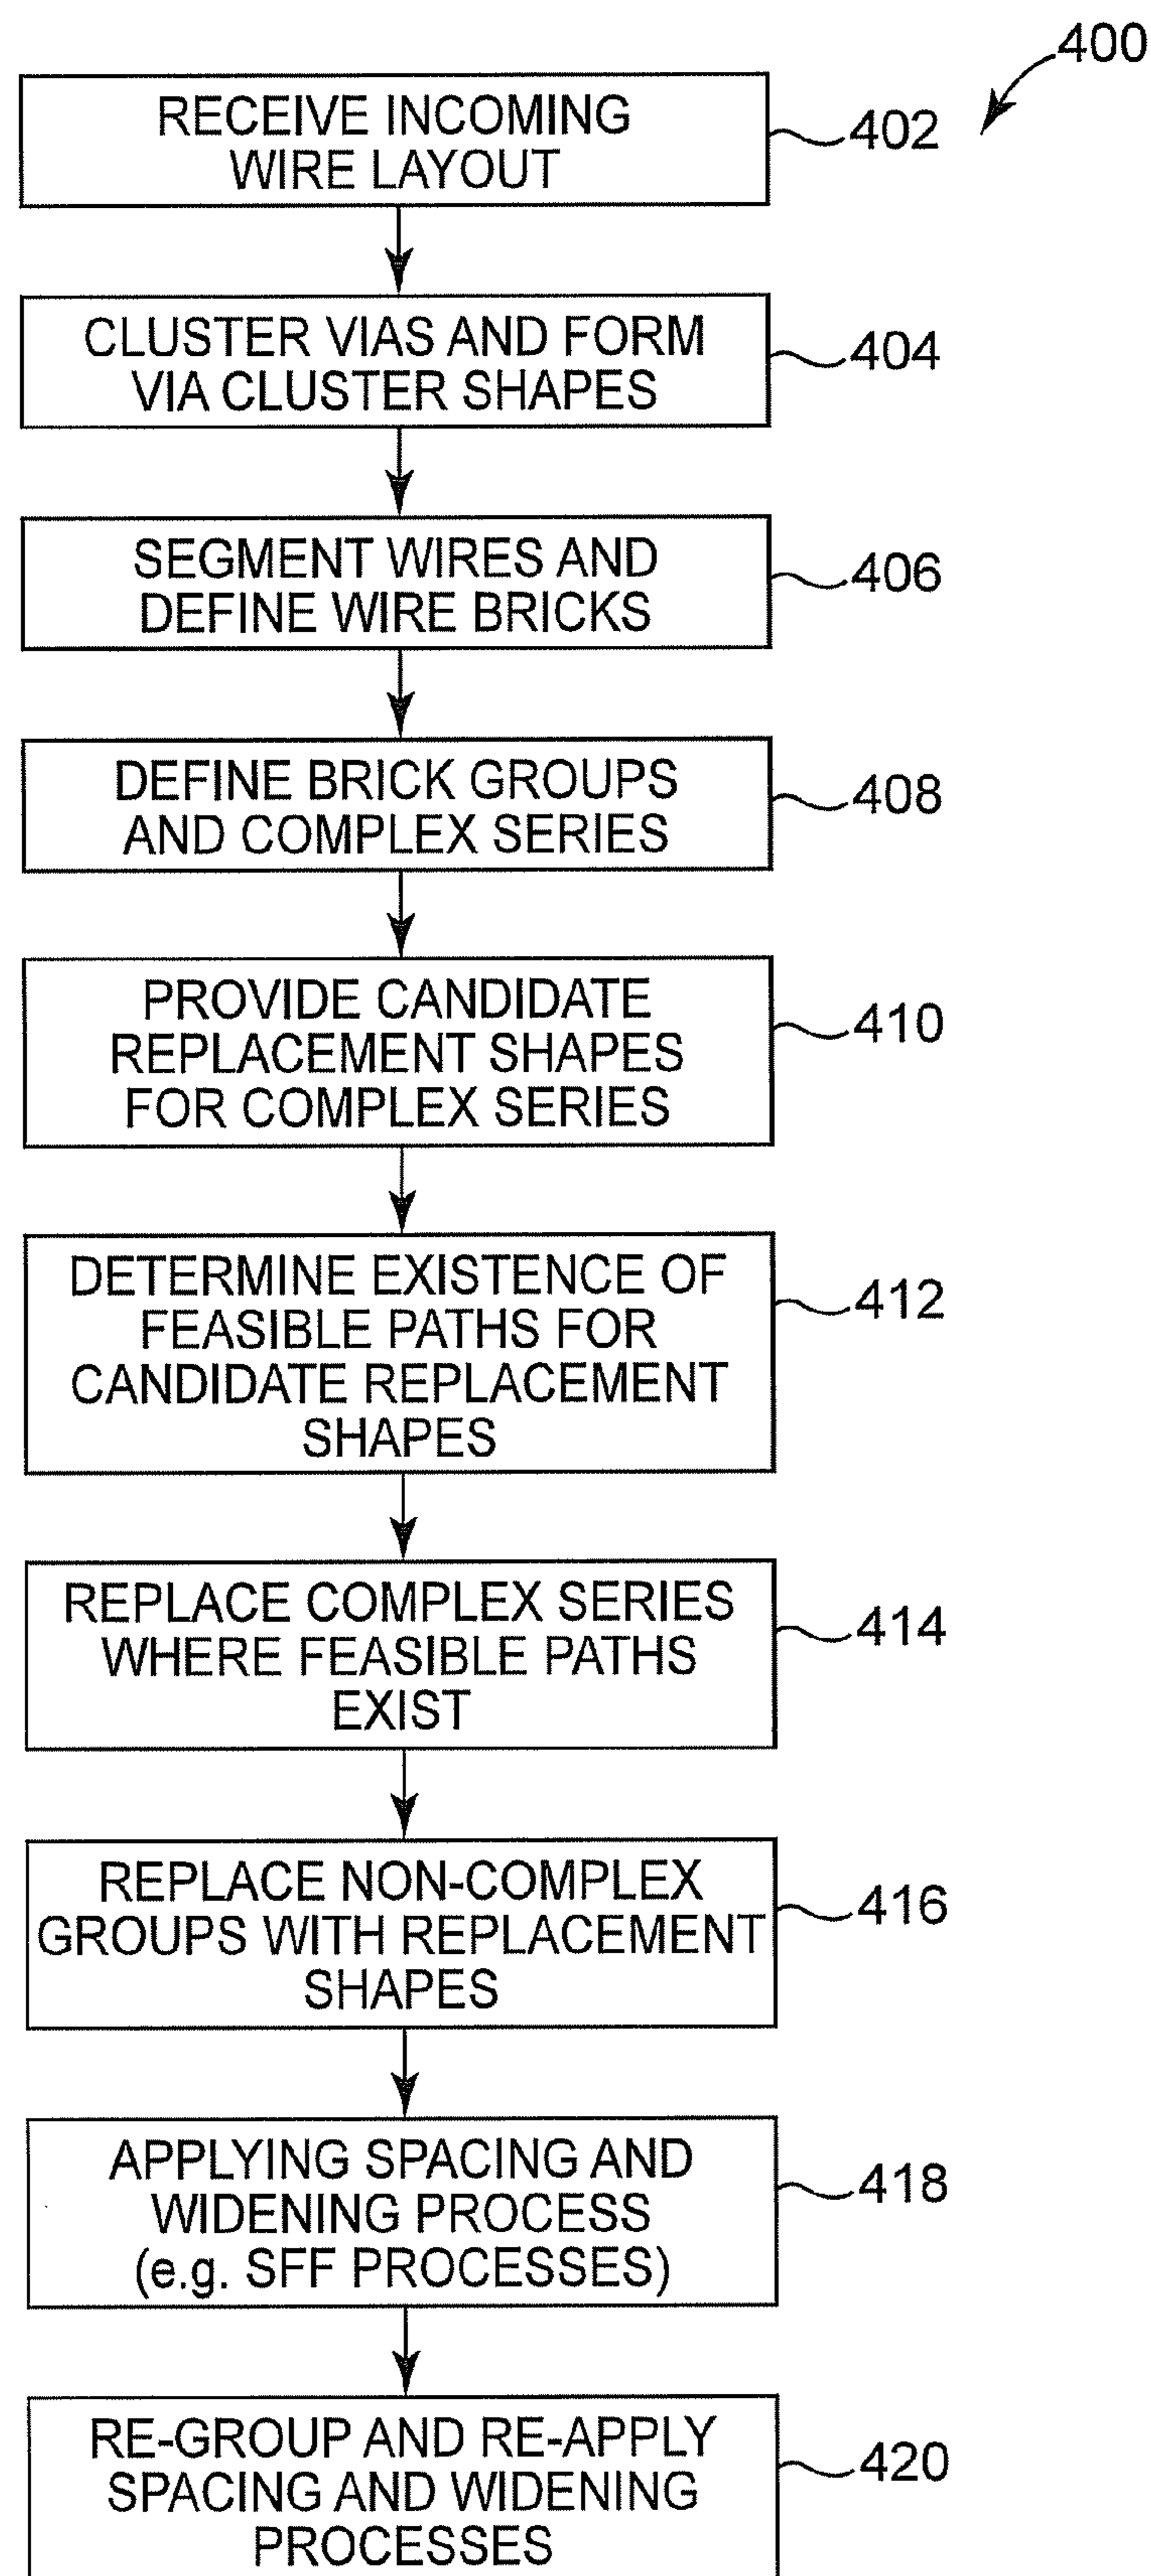 400
RECEIVE INCOMING
WIRE LAYOUT
402
CLUSTER VIAS AND FORM
VIA CLUSTER SHAPES
404
SEGMENT WIRES AND
DEFINE WIRE BRICKS
406
DEFINE BRICK GROUPS
AND COMPLEX SERIES
408
PROVIDE CANDIDATE
REPLACEMENT SHAPES
FOR COMPLEX SERIES
410
DETERMINE EXISTENCE OF
FEASIBLE PATHS FOR
CANDIDATE REPLACEMENT
SHAPES
412
REPLACE COMPLEX SERIES
WHERE FEASIBLE PATHS
EXIST
414
REPLACE NON-COMPLEX
GROUPS WITH REPLACEMENT
SHAPES
416
APPLYING SPACING AND
WIDENING PROCESS
(e.g. SFF PROCESSES)
418
RE-GROUP AND RE-APPLY
SPACING AND WIDENING
PROCESSES
420